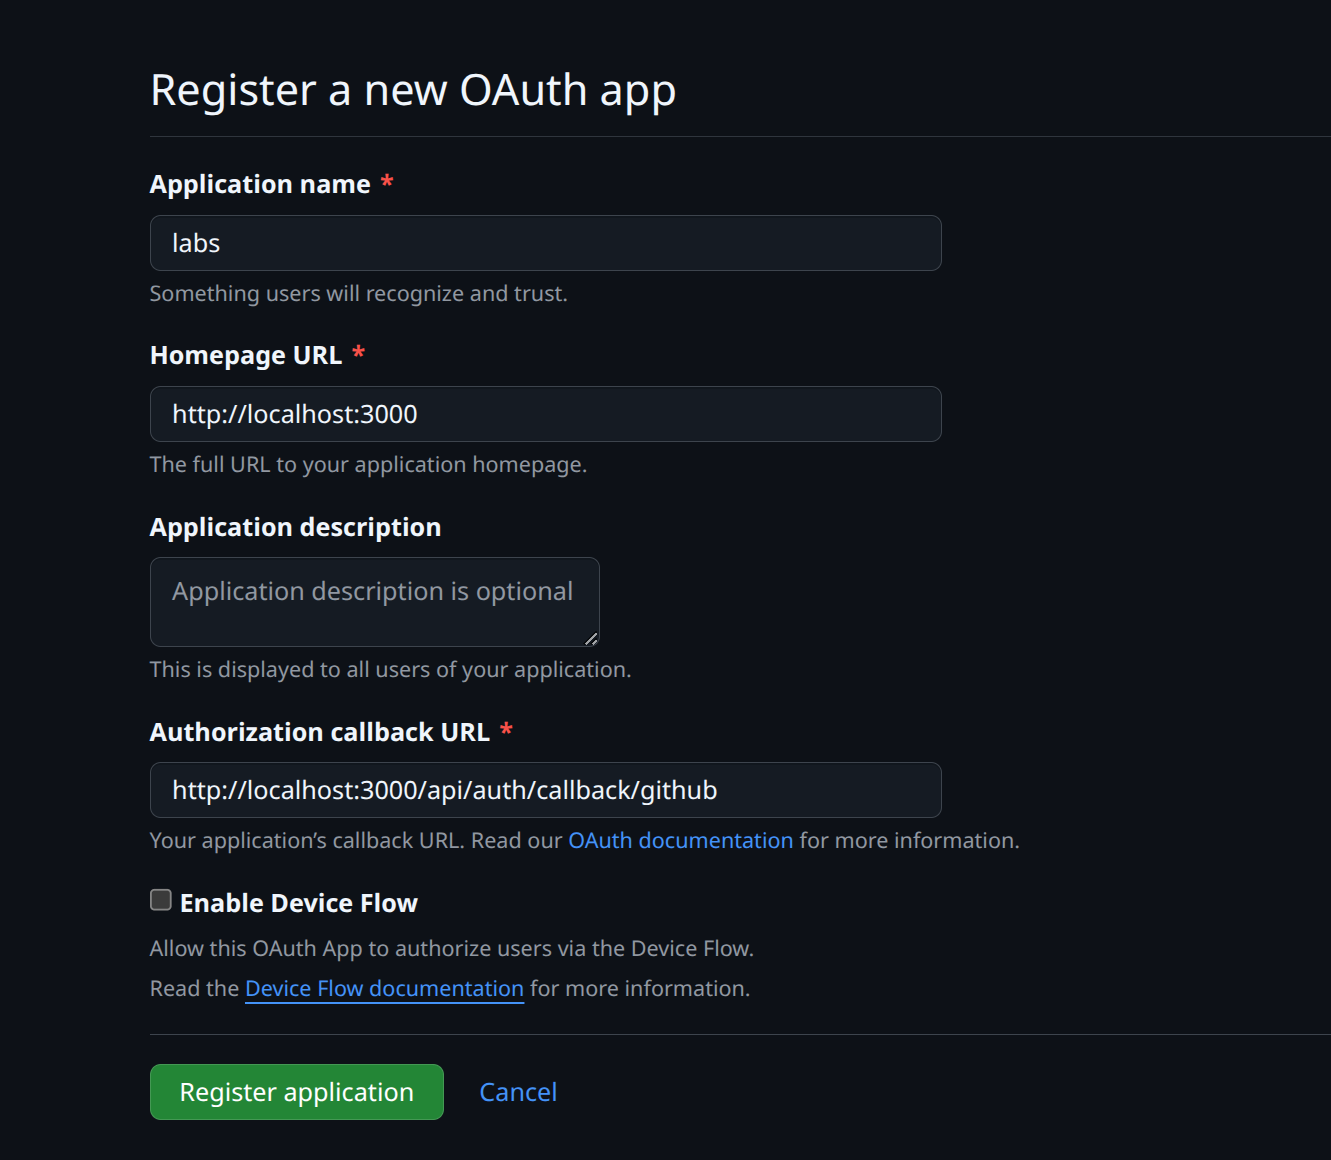 Register a new OAuth app
Application name *
labs
Something users will recognize and trust.
Homepage URL *
http://localhost:3000
The full URL to your application homepage.
Application description
Application description is optional
This is displayed to all users of your application.
Authorization callback URL *
http://localhost:3000/api/auth/callback/github
Your application’s callback URL. Read our OAuth documentation for more information.
Enable Device Flow
Allow this OAuth App to authorize users via the Device Flow.
Read the Device Flow documentation for more information.
Register application Cancel